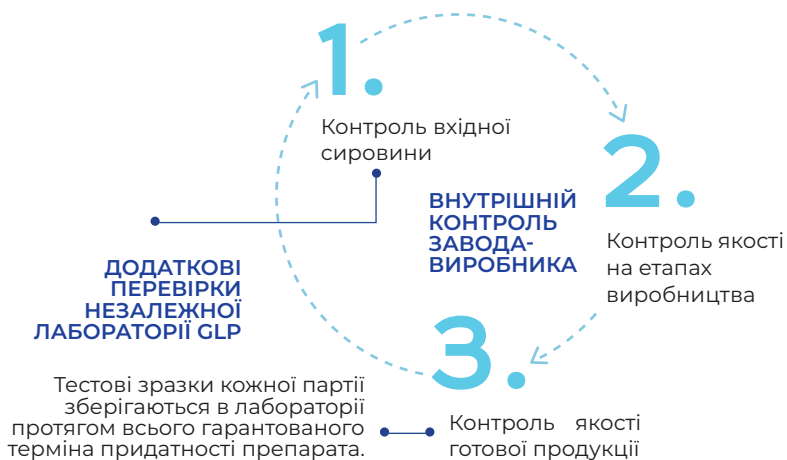 1.
Контроль вхідної
сировини
2.
Контроль якості
на етапах
виробництва
ВНУТРІШНІЙ
КОНТРОЛЬ
ЗАВОДА-
ВИРОБНИКА
ДОДАТКОВІ
ПЕРЕВІРКИ
НЕЗАЛЕЖНОЇ
ЛАБОРАТОРІЇ GLP
3.
Контроль якості
готової продукції
Тестові зразки кожної партії
зберігаються в лабораторії
протягом всього гарантованого
терміна придатності препарата.